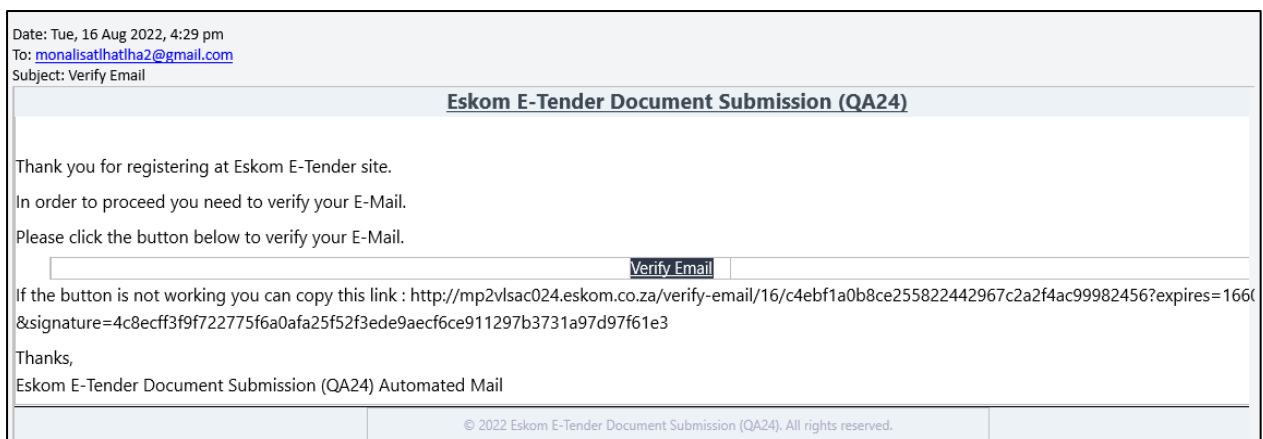 Date: Tue, 16 Aug 2022, 4:29 pm
To: monalisatlhatlha2@gmail.com
Subject: Verify Email
Eskom E-Tender Document Submission (QA24)
Thank you for registering at Eskom E-Tender site.
In order to proceed you need to verify your E-Mail.
Please click the button below to verify your E-Mail.
Verify Email
If the button is not working you can copy this link : http://mp2vlsac024.eskom.co.za/verify-email/16/c4ebf1a0b8ce255822442967c2a2f4ac99982456?expires=1660
&signature=4c8ecff3f9f722775f6a0afa25f52f3ede9aecf6ce911297b3731a97d97f61e3
Thanks,
Eskom E-Tender Document Submission (QA24) Automated Mail
© 2022 Eskom E-Tender Document Submission (QA24). All rights reserved.